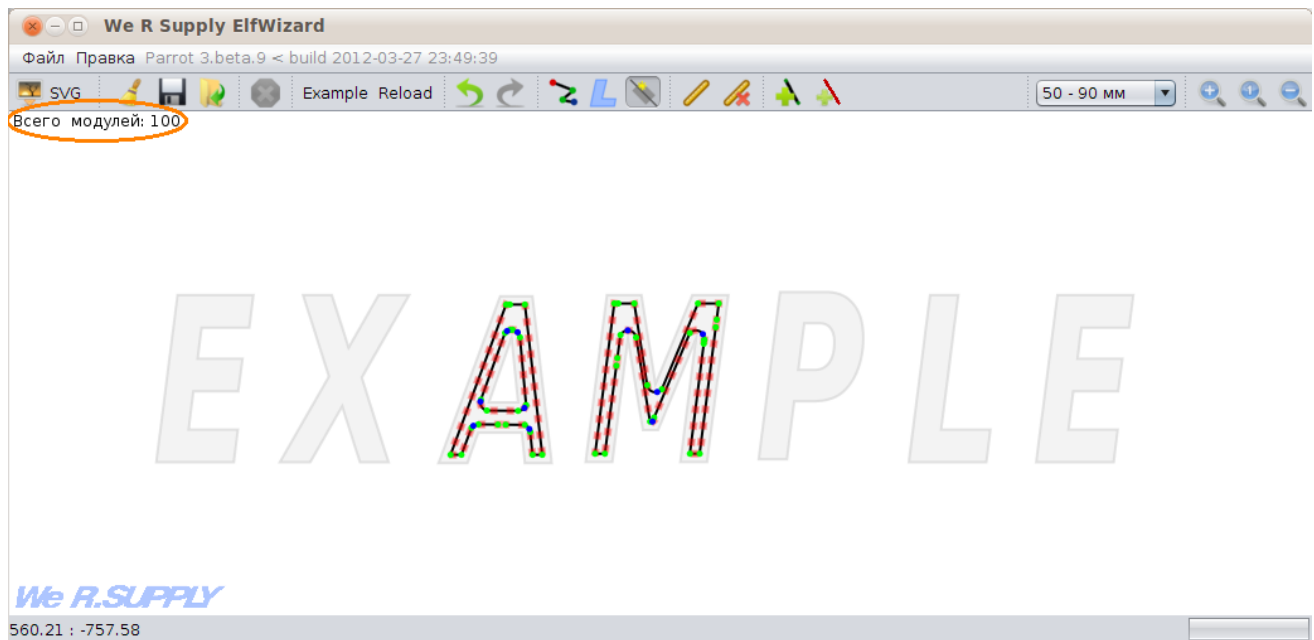 We R Supply ElfWizard
Файл Правка Parrot 3.beta.9 < build 2012-03-27 23:49:39
SVG Example Reload 50 - 90 мм
Всего модулей: 100
EXAMPLE
We R.SUPPLY
560.21 : -757.58